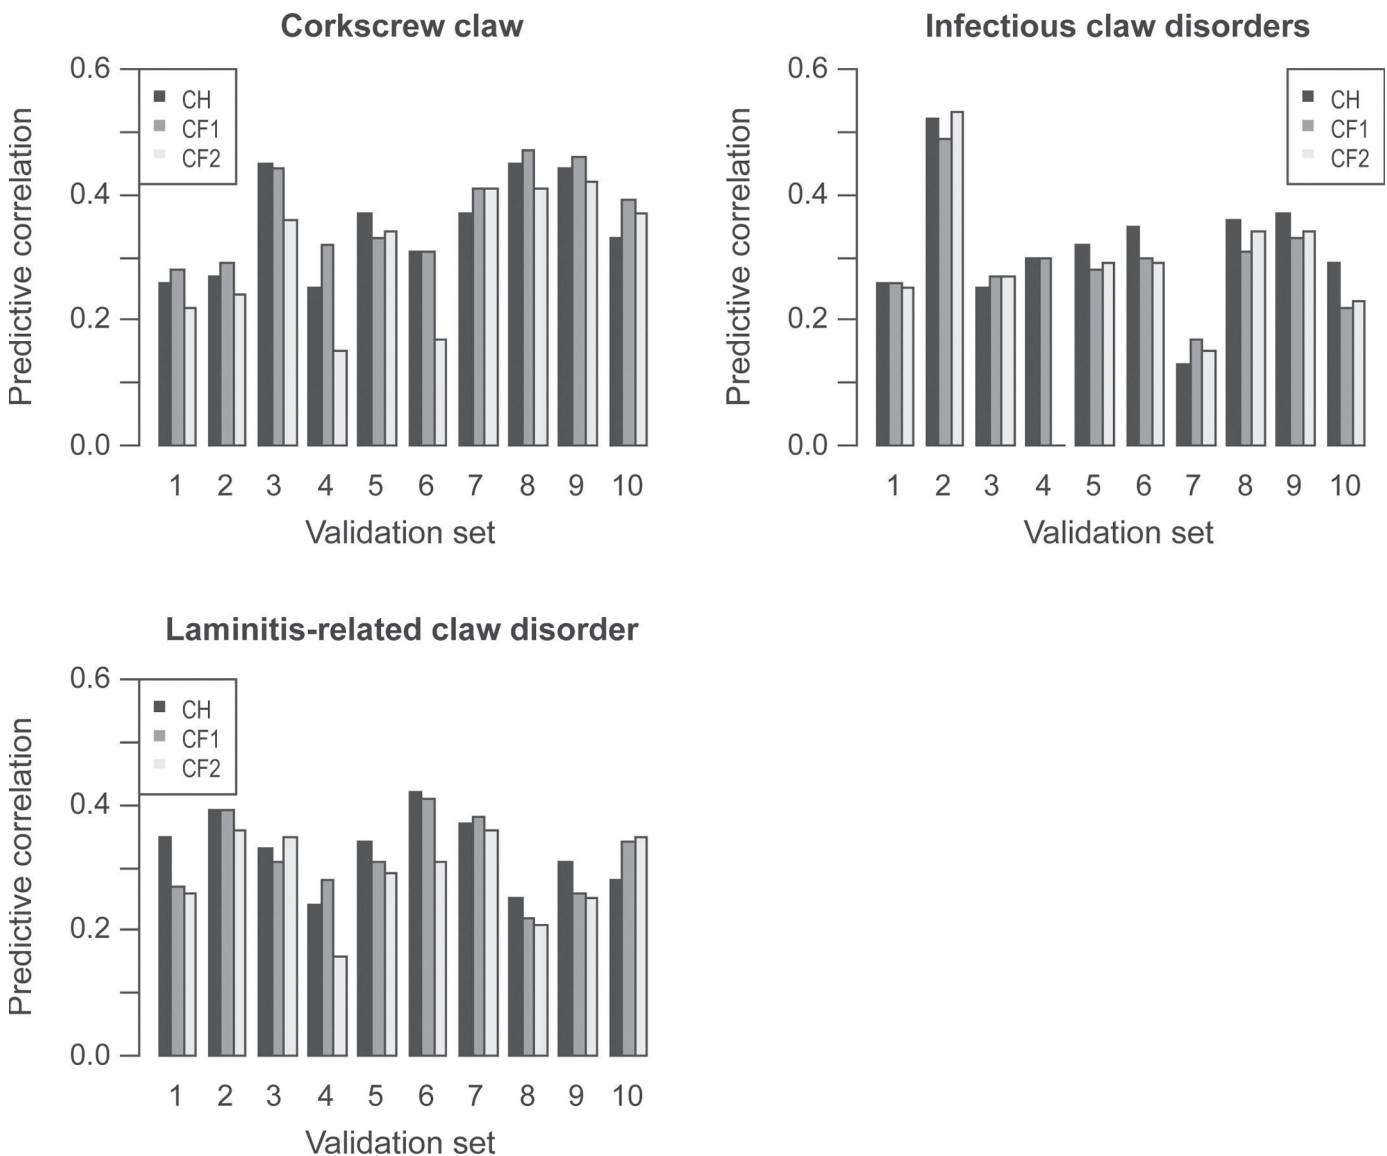 Corkscrew claw
0.6
0.4
0.2
0.0
Predictive correlation
CH
CF1
CF2
1 2 3 4 5 6 7 8 9 10
Validation set
Infectious claw disorders
0.6
0.4
0.2
0.0
Predictive correlation
CH
CF1
CF2
1 2 3 4 5 6 7 8 9 10
Validation set
Laminitis-related claw disorder
0.6
0.4
0.2
0.0
Predictive correlation
CH
CF1
CF2
1 2 3 4 5 6 7 8 9 10
Validation set